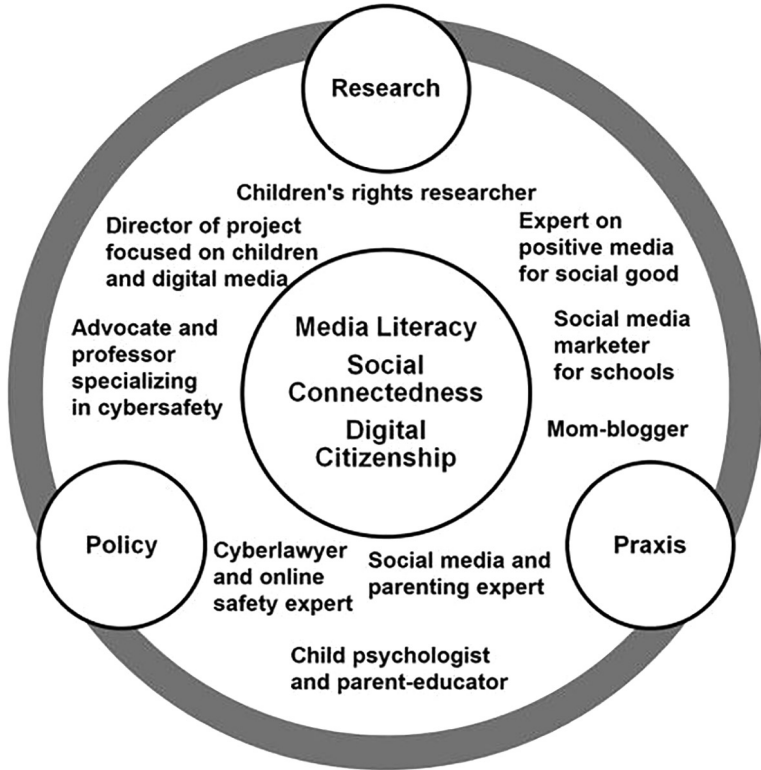 Research
Children's rights researcher
Director of project
focused on children
and digital media
Expert on
positive media
for social good
Advocate and
professor
specializing
in cybersafety
Media Literacy
Social
Connectedness
Digital
Citizenship
Social media
marketer
for schools
Mom-blogger
Policy
Cyberlawyer
and online
safety expert
Social media and
parenting expert
Praxis
Child psychologist
and parent-educator